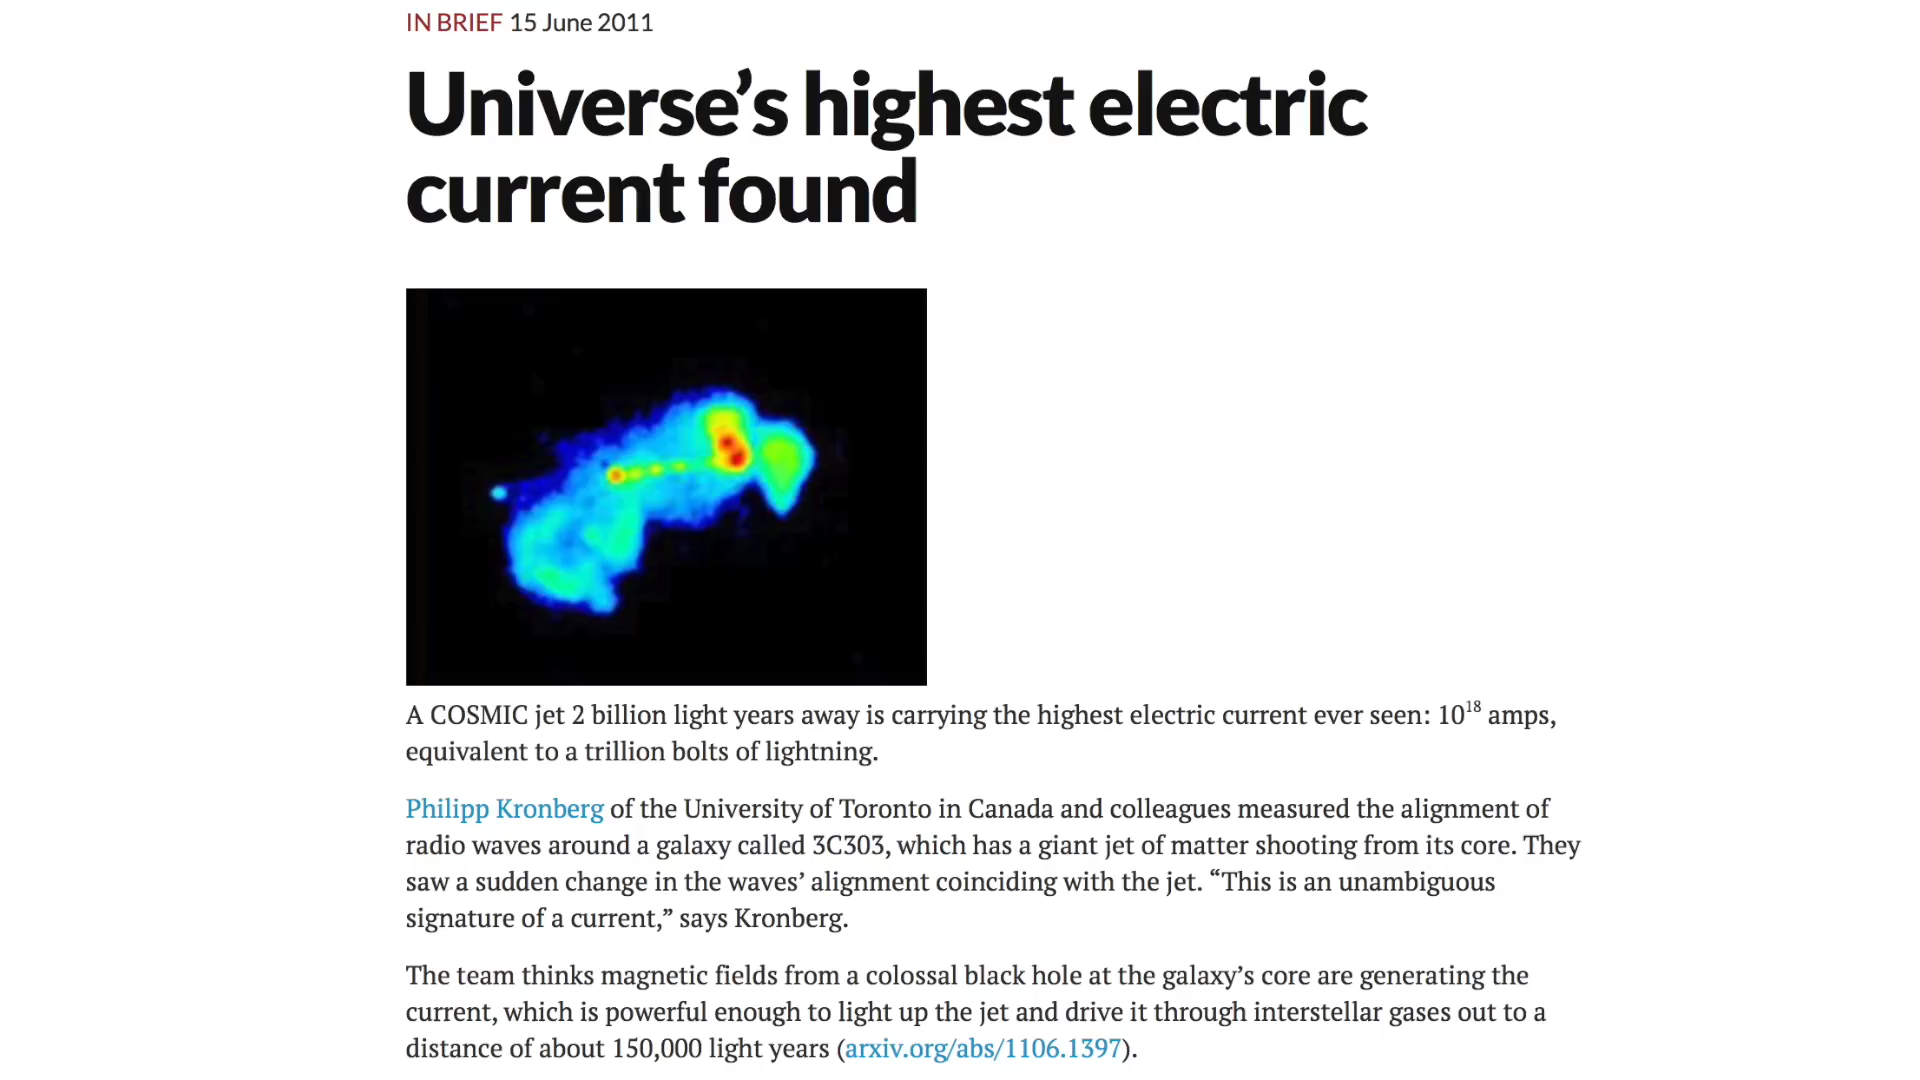 IN BRIEF 15 June 2011
Universe’s highest electric
current found
A COSMIC jet 2 billion light years away is carrying the highest electric current ever seen: 10¹⁸ amps,
equivalent to a trillion bolts of lightning.
Philipp Kronberg of the University of Toronto in Canada and colleagues measured the alignment of
radio waves around a galaxy called 3C303, which has a giant jet of matter shooting from its core. They
saw a sudden change in the waves’ alignment coinciding with the jet. “This is an unambiguous
signature of a current,” says Kronberg.
The team thinks magnetic fields from a colossal black hole at the galaxy’s core are generating the
current, which is powerful enough to light up the jet and drive it through interstellar gases out to a
distance of about 150,000 light years (arxiv.org/abs/1106.1397).